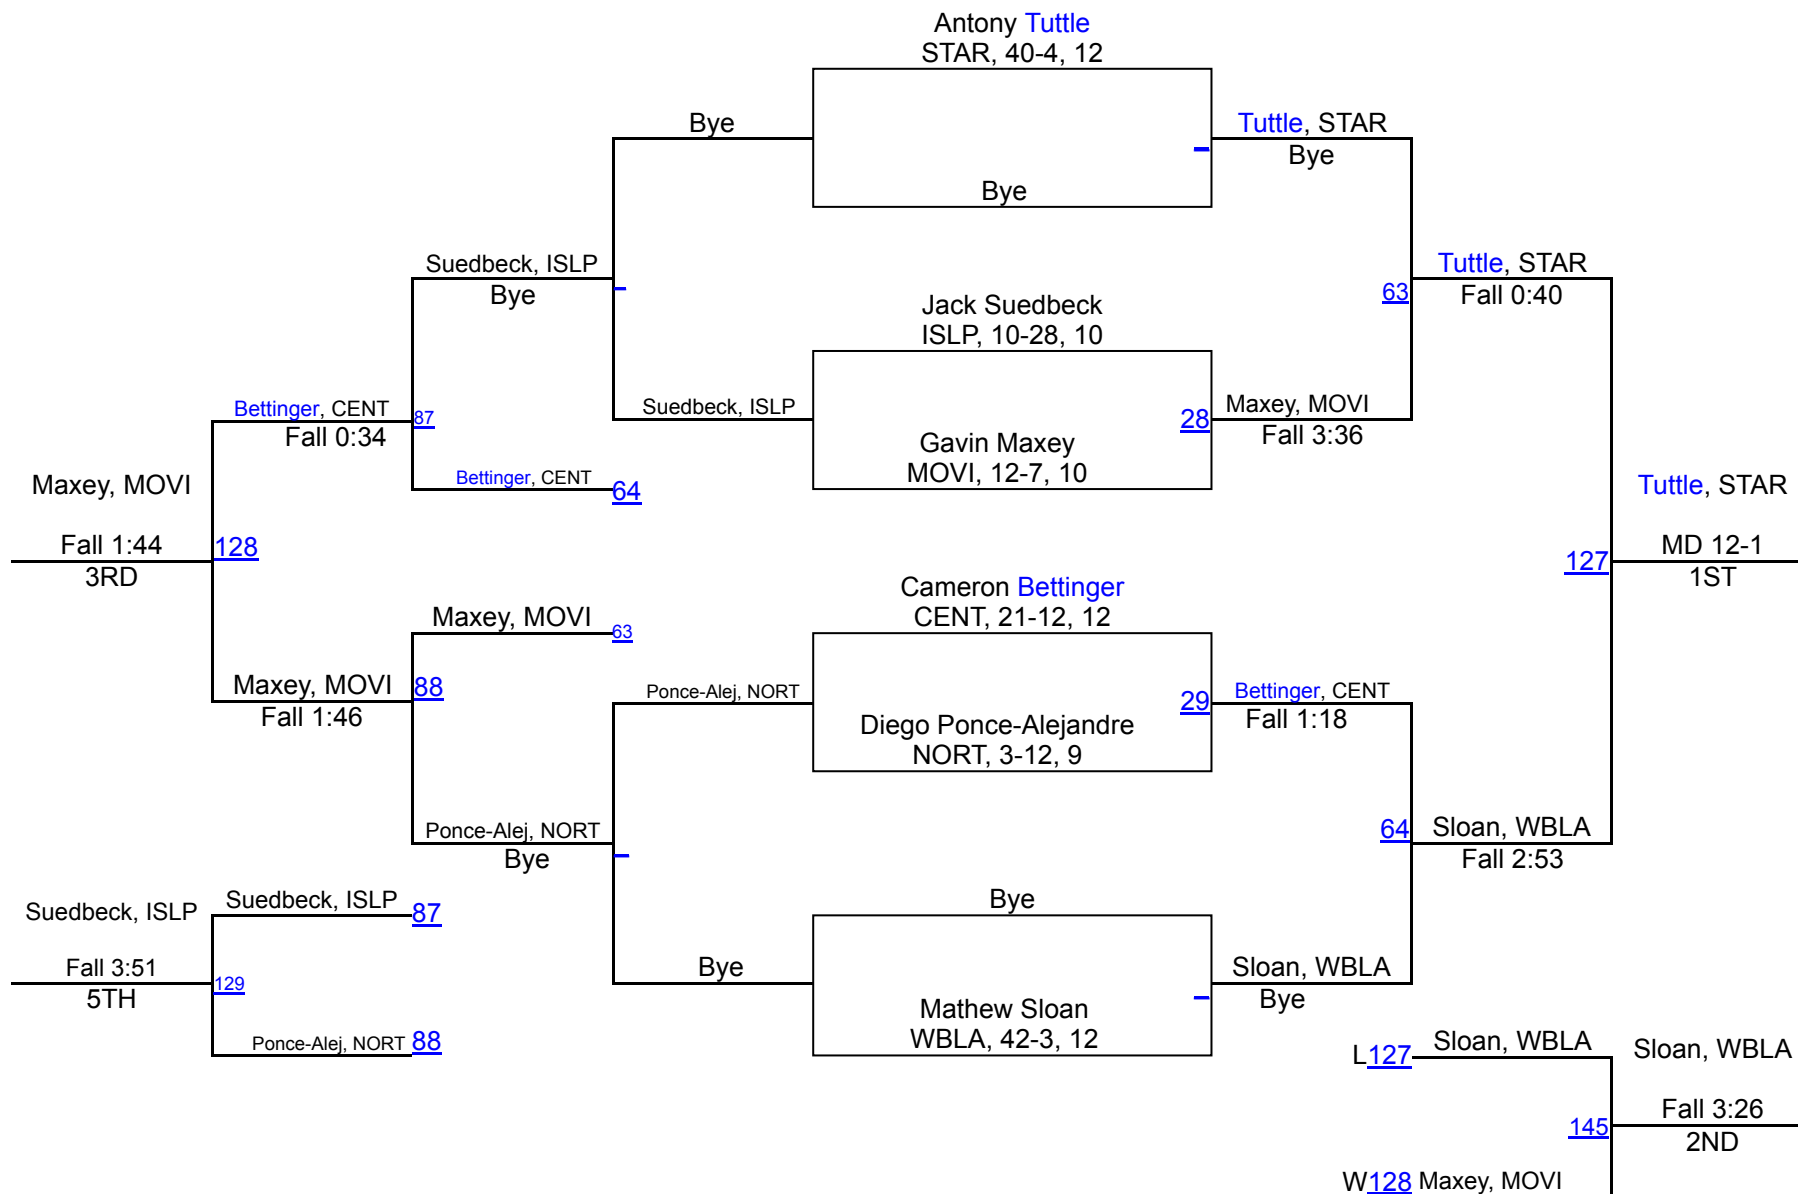 Antony Tuttle
STAR, 40-4, 12
Bye
Tuttle, STAR
Bye
Bye
Suedbeck, ISLP
Bye
Tuttle, STAR
63
Fall 0:40
Jack Suedbeck
ISLP, 10-28, 10
Bettinger, CENT
87
Fall 0:34
Suedbeck, ISLP
28
Maxey, MOVI
Fall 3:36
Gavin Maxey
MOVI, 12-7, 10
Bettinger, CENT
64
Maxey, MOVI
Fall 1:44
128
3RD
Tuttle, STAR
127
MD 12-1
1ST
Cameron Bettinger
CENT, 21-12, 12
Maxey, MOVI
63
Maxey, MOVI
88
Fall 1:46
Ponce-Alej, NORT
29
Bettinger, CENT
Fall 1:18
Diego Ponce-Alejandre
NORT, 3-12, 9
Ponce-Alej, NORT
Bye
64
Sloan, WBLA
Fall 2:53
Suedbeck, ISLP
Suedbeck, ISLP
87
Bye
Fall 3:51
129
5TH
Bye
Sloan, WBLA
Bye
Mathew Sloan
WBLA, 42-3, 12
Ponce-Alej, NORT
88
L127
Sloan, WBLA
Sloan, WBLA
145
Fall 3:26
2ND
W128
Maxey, MOVI